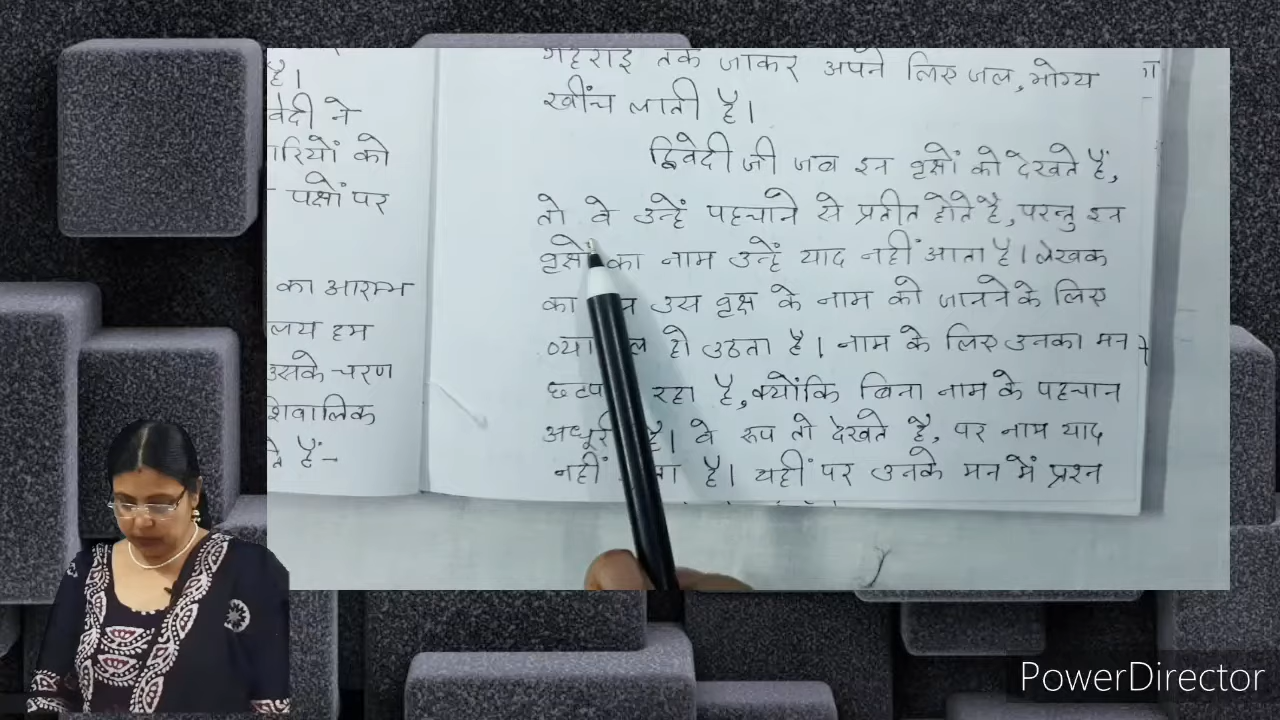 है।
वेदी ने
ारियों को
पक्षों पर
का आरम्भ
लय हम
उसके चरण
शिवालिक
ते हैं-
गहराई तक जाकर अपने लिए जल, भोग्य
खींच लाती है।
द्विवेदी जी जब इन वृक्षों को देखते हैं,
तो वे उन्हें पहचाने से प्रतीत होते है, परन्तु इन
वृक्षों का नाम उन्हें याद नहीं आता है। लेखक
का उस वृक्ष के नाम को जानने के लिए
हो उठता है। नाम के लिए उनका मन
रहा है, क्योंकि बिना नाम के पहचान
अधूरी है। वे रूप तो देखते है, पर नाम याद
नहीं है। यहीं पर उनके मन में प्रश्न
PowerDirector